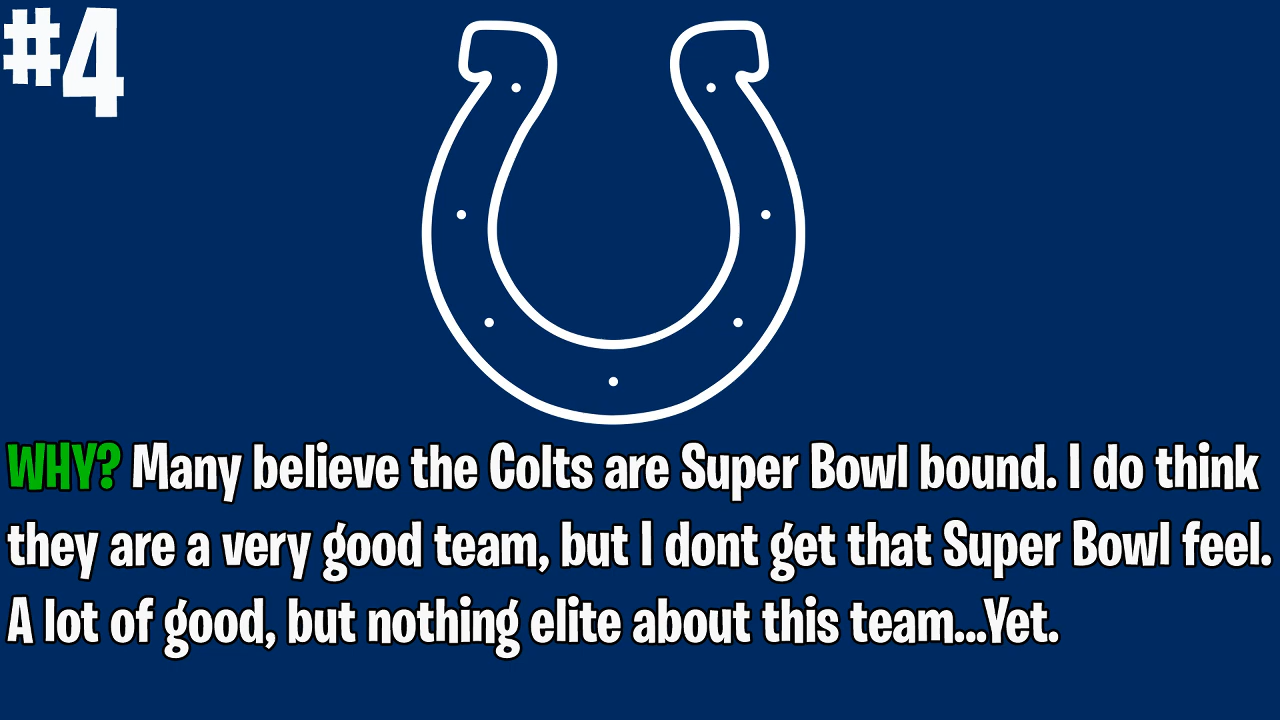 #4
WHY? Many believe the Colts are Super Bowl bound. I do think
they are a very good team, but I dont get that Super Bowl feel.
A lot of good, but nothing elite about this team...Yet.